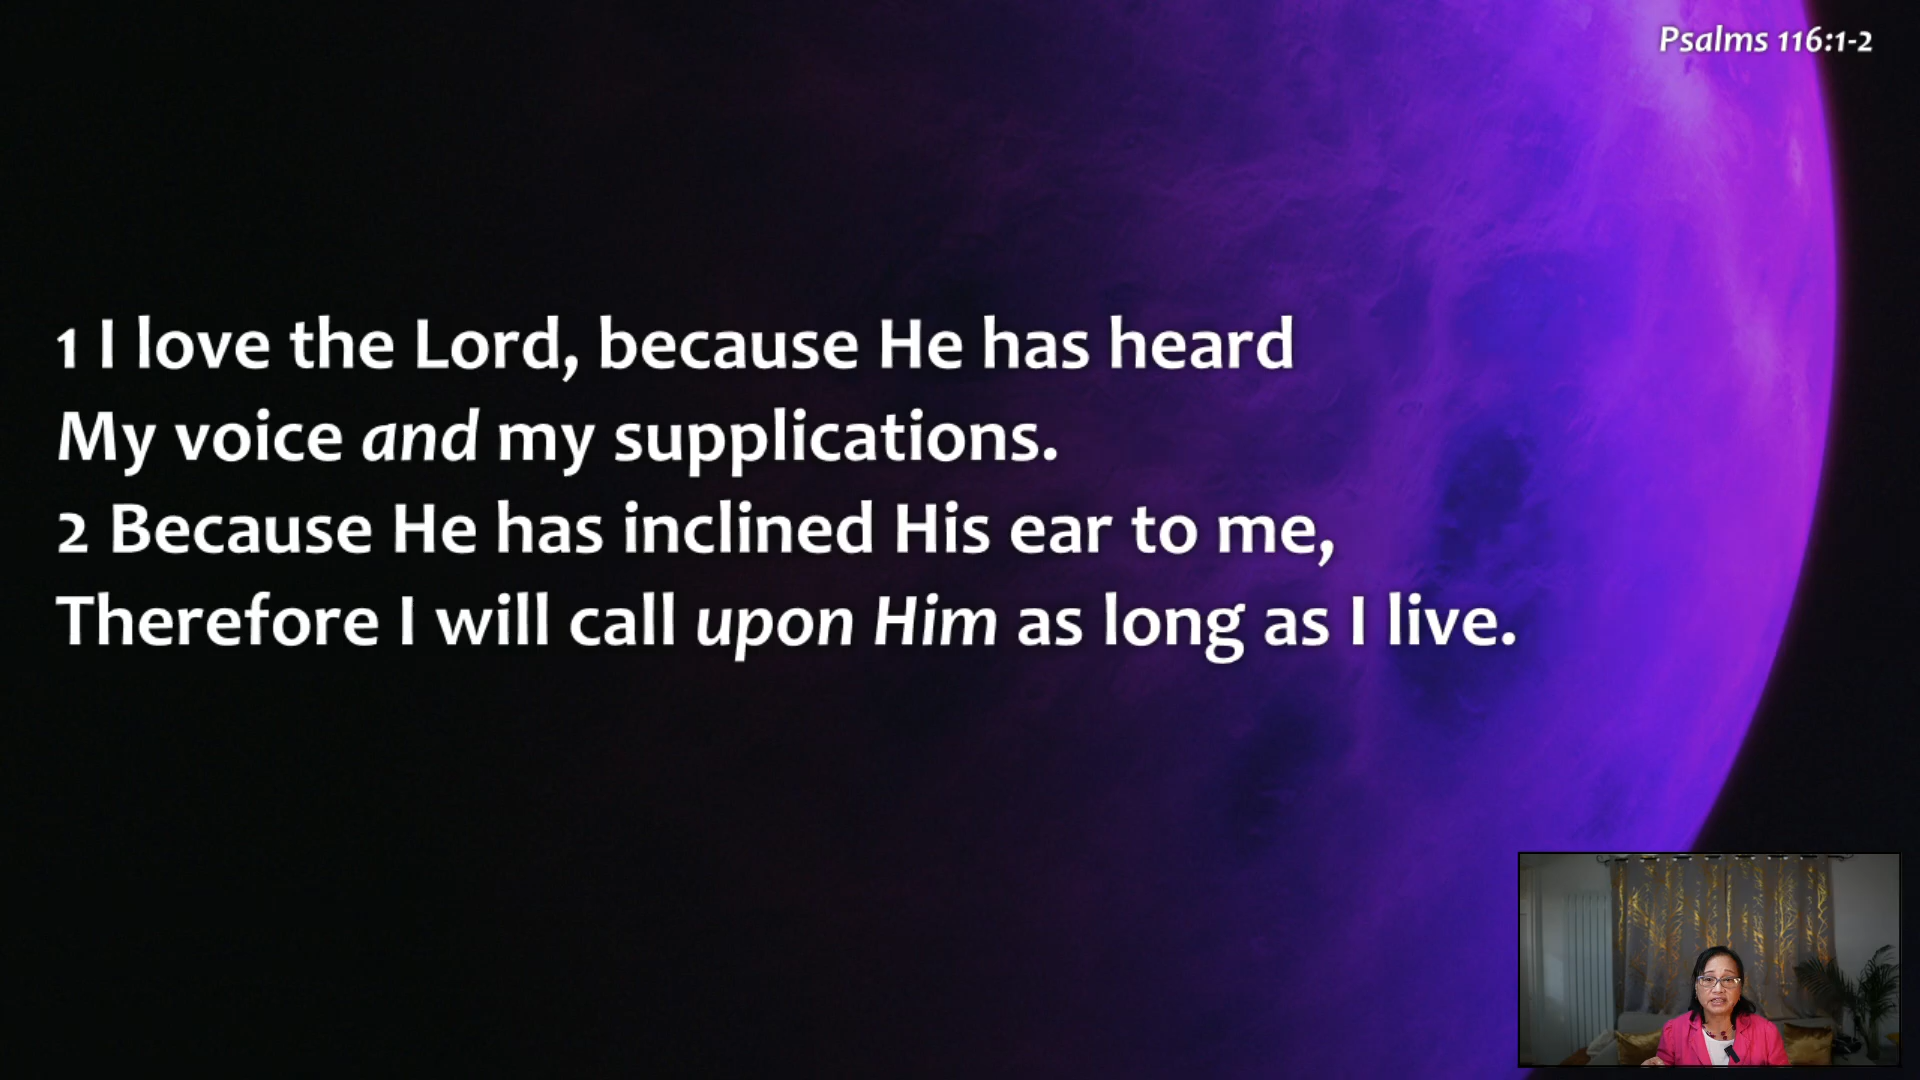 Psalms 116:1-2
1 I love the Lord, because He has heard
My voice and my supplications.
2 Because He has inclined His ear to me,
Therefore I will call upon Him as long as I live.